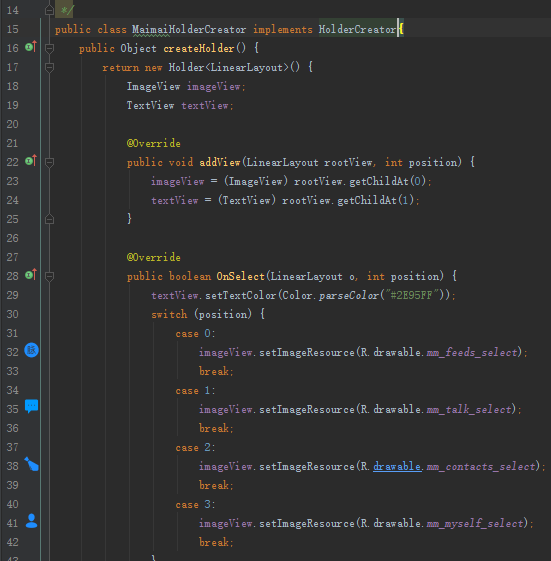 14 */
15 public class MaimaiHolderCreator implements HolderCreator{
16 public Object createHolder() {
17 return new Holder<LinearLayout>() {
18 ImageView imageView;
19 TextView textView;
20
21 @Override
22 public void addView(LinearLayout rootView, int position) {
23 imageView = (ImageView) rootView.getChildAt(0);
24 textView = (TextView) rootView.getChildAt(1);
25 }
26
27 @Override
28 public boolean OnSelect(LinearLayout o, int position) {
29 textView.setTextColor(Color.parseColor("#2E95FF"));
30 switch (position) {
31 case 0:
32 imageView.setImageResource(R.drawable.mm_feeds_select);
33 break;
34 case 1:
35 imageView.setImageResource(R.drawable.mm_talk_select);
36 break;
37 case 2:
38 imageView.setImageResource(R.drawable.mm_contacts_select);
39 break;
40 case 3:
41 imageView.setImageResource(R.drawable.mm_myself_select);
42 break;
43 }